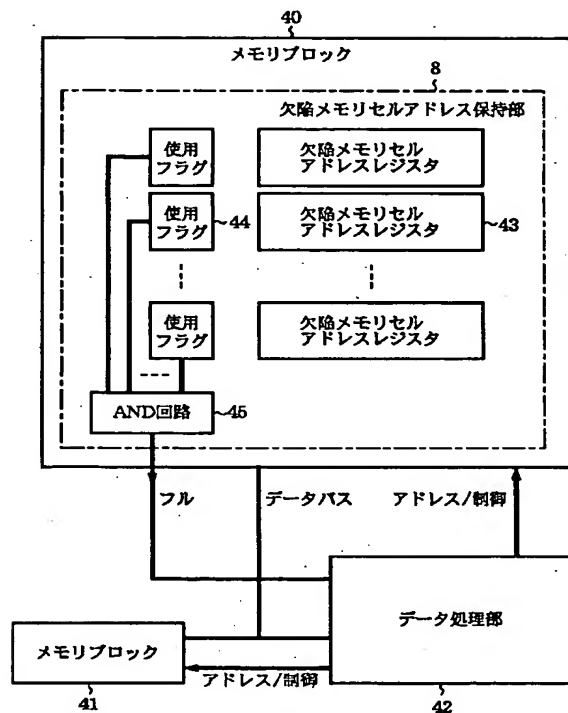 40
メモリブロック
8
欠陥メモリセルアドレス保持部
使用
フラグ
欠陥メモリセル
アドレスレジスタ
使用
フラグ
44
欠陥メモリセル
アドレスレジスタ
43
使用
フラグ
欠陥メモリセル
アドレスレジスタ
AND回路
45
フル
データバス
アドレス/制御
データ処理部
メモリブロック
アドレス/制御
41
42